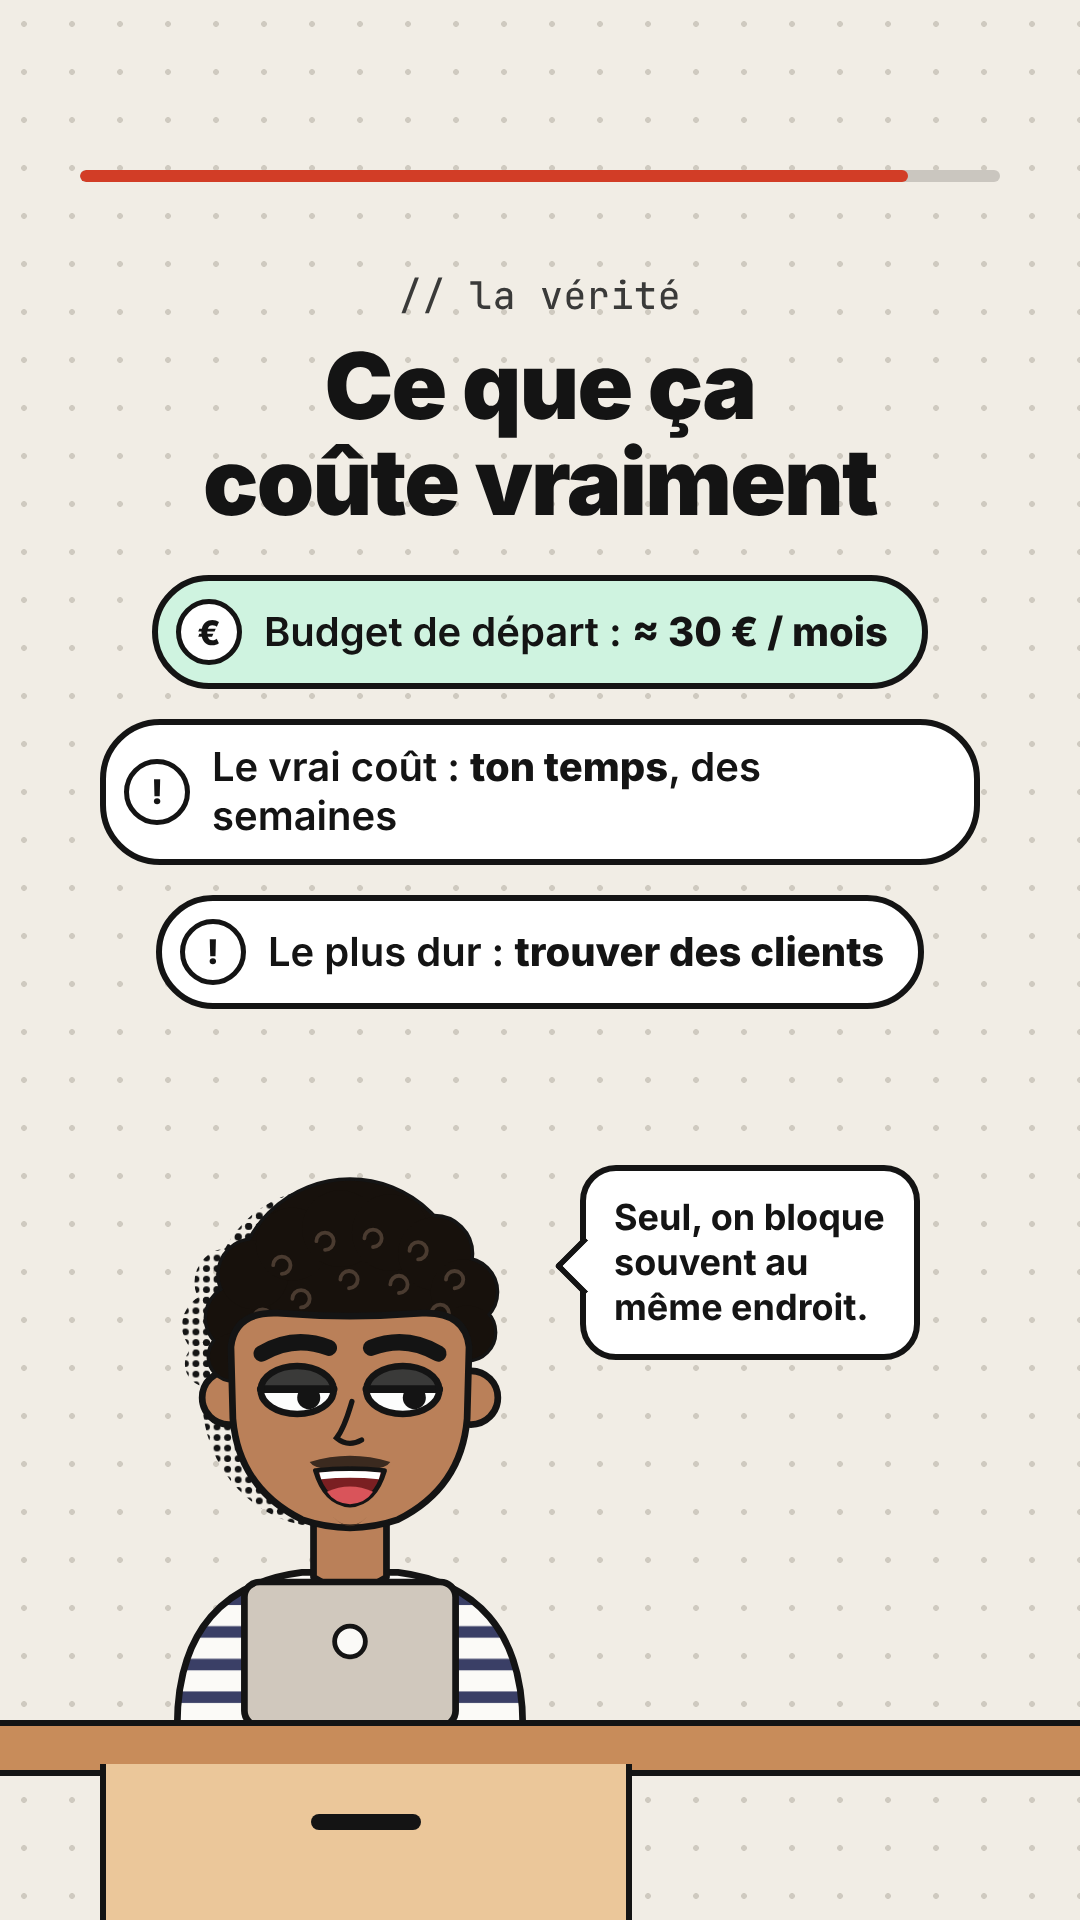 // la vérité
Ce que ça
coûte vraiment
€ Budget de départ : ≈ 30 € / mois
! Le vrai coût : ton temps, des
semaines
! Le plus dur : trouver des clients
Seul, on bloque
souvent au
même endroit.